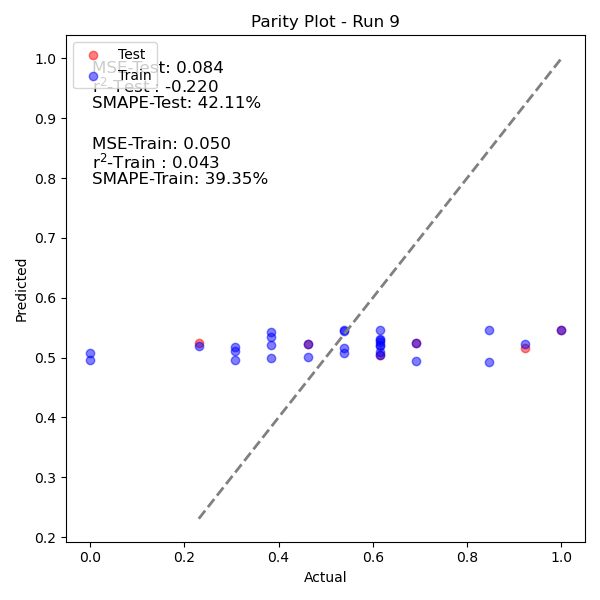 Parity Plot - Run 9
Test
Train
MSE-Test: 0.084
r²-Test : -0.220
SMAPE-Test: 42.11%
MSE-Train: 0.050
r²-Train : 0.043
SMAPE-Train: 39.35%
Predicted
1.0
0.9
0.8
0.7
0.6
0.5
0.4
0.3
0.2
0.0
0.2
0.4
0.6
0.8
1.0
Actual